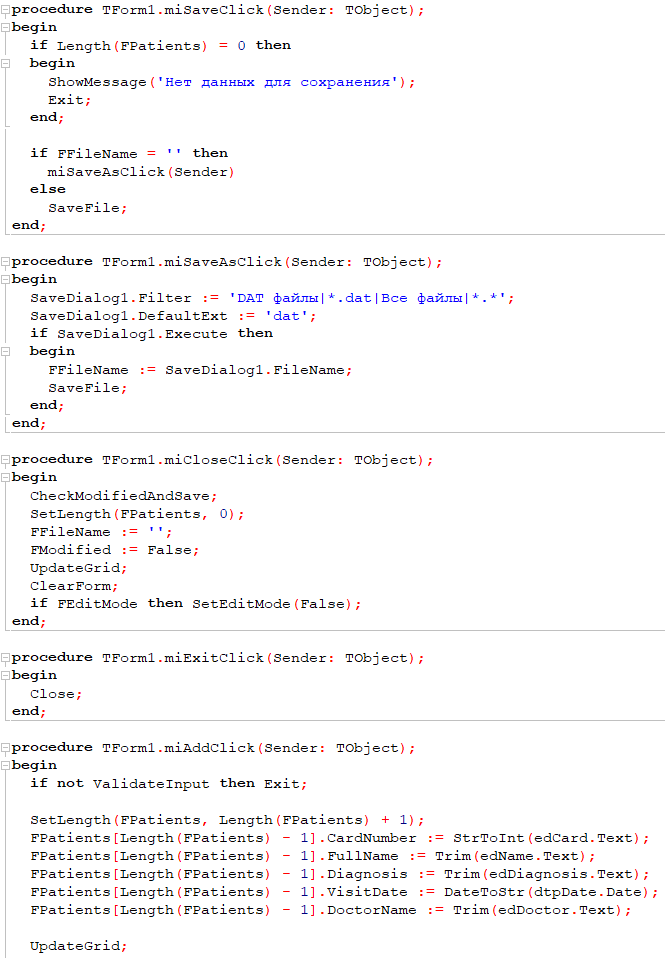 procedure TForm1.miSaveClick(Sender: TObject);
begin
  if Length(FPatients) = 0 then
  begin
    ShowMessage('Нет данных для сохранения');
    Exit;
  end;

  if FFileName = '' then
    miSaveAsClick(Sender)
  else
    SaveFile;
end;

procedure TForm1.miSaveAsClick(Sender: TObject);
begin
  SaveDialog1.Filter := 'DAT файлы|*.dat|Все файлы|*.*';
  SaveDialog1.DefaultExt := 'dat';
  if SaveDialog1.Execute then
  begin
    FFileName := SaveDialog1.FileName;
    SaveFile;
  end;
end;

procedure TForm1.miCloseClick(Sender: TObject);
begin
  CheckModifiedAndSave;
  SetLength(FPatients, 0);
  FFileName := '';
  FModified := False;
  UpdateGrid;
  ClearForm;
  if FEditMode then SetEditMode(False);
end;

procedure TForm1.miExitClick(Sender: TObject);
begin
  Close;
end;

procedure TForm1.miAddClick(Sender: TObject);
begin
  if not ValidateInput then Exit;

  SetLength(FPatients, Length(FPatients) + 1);
  FPatients[Length(FPatients) - 1].CardNumber := StrToInt(edCard.Text);
  FPatients[Length(FPatients) - 1].FullName := Trim(edName.Text);
  FPatients[Length(FPatients) - 1].Diagnosis := Trim(edDiagnosis.Text);
  FPatients[Length(FPatients) - 1].VisitDate := DateToStr(dtpDate.Date);
  FPatients[Length(FPatients) - 1].DoctorName := Trim(edDoctor.Text);

  UpdateGrid;